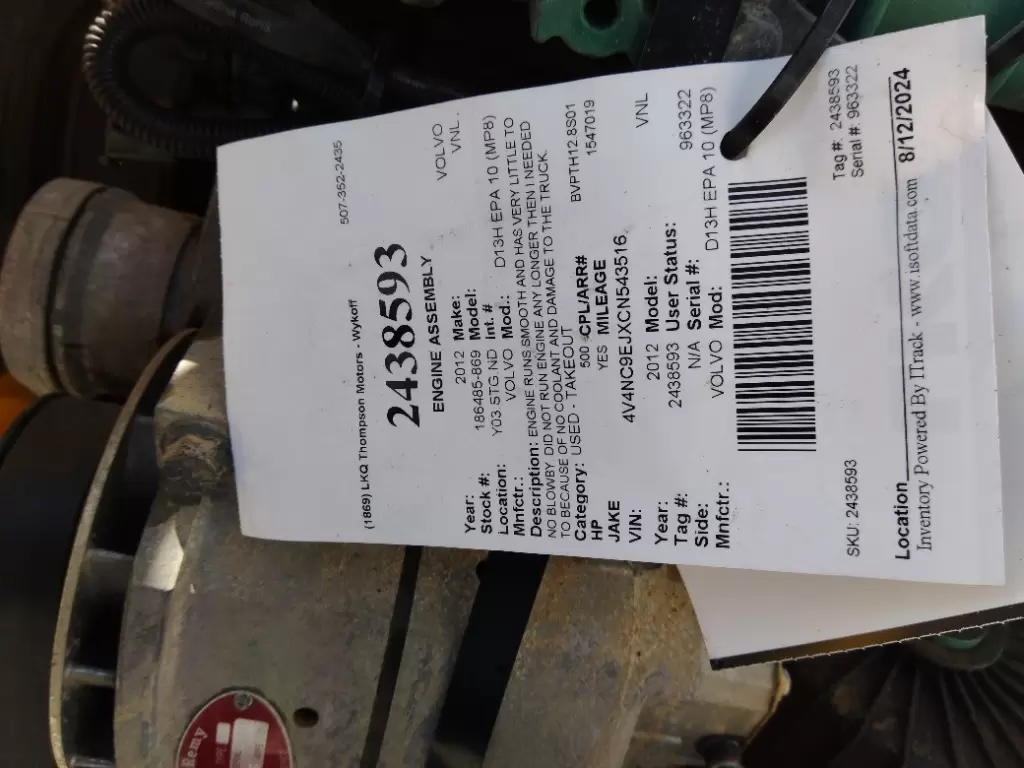 507-352-2435
(1869) LKQ Thompson Motors - Wykoff
2438593
ENGINE ASSEMBLY
Year: 2012 Make: VOLVO
Stock #: 186485-869 Model: VNL
Location: Y03 STG ND Int. #
Mnfctr.: VOLVO Mod.: D13H EPA 10 (MP8)
Description: ENGINE RUNS SMOOTH AND HAS VERY LITTLE TO
NO BLOWBY DID NOT RUN ENGINE ANY LONGER THEN I NEEDED
TO BECAUSE OF NO COOLANT AND DAMAGE TO THE TRUCK.
Category: USED - TAKEOUT
HP 500 CPL/ARR# BVPTH12.8S01
JAKE YES MILEAGE 1547019
VIN: 4V4NC9EJXCN543516
Year: 2012 Model: VNL
Tag #: 2438593 User Status:
Side: N/A Serial #: 963322
Mnfctr.: VOLVO Mod: D13H EPA 10 (MP8)
Tag #: 2438593
SKU: 2438593 Serial #: 963322
Location 8/12/2024
Inventory Powered By ITrack - www.isoftdata.com
Remy